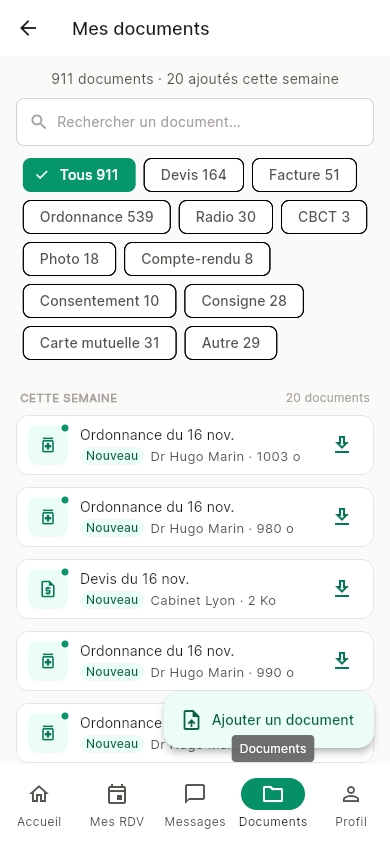 Mes documents
911 documents · 20 ajoutés cette semaine
Rechercher un document...
Tous 911
Devis 164
Facture 51
Ordonnance 539
Radio 30
CBCT 3
Photo 18
Compte-rendu 8
Consentement 10
Consigne 28
Carte mutuelle 31
Autre 29
CETTE SEMAINE
20 documents
Ordonnance du 16 nov.
Nouveau Dr Hugo Marin · 1003 o
Ordonnance du 16 nov.
Nouveau Dr Hugo Marin · 980 o
Devis du 16 nov.
Nouveau Cabinet Lyon · 2 Ko
Ordonnance du 16 nov.
Nouveau Dr Hugo Marin · 990 o
Ordonnance
Nouveau Dr
Ajouter un document
Documents
Accueil
Mes RDV
Messages
Documents
Profil